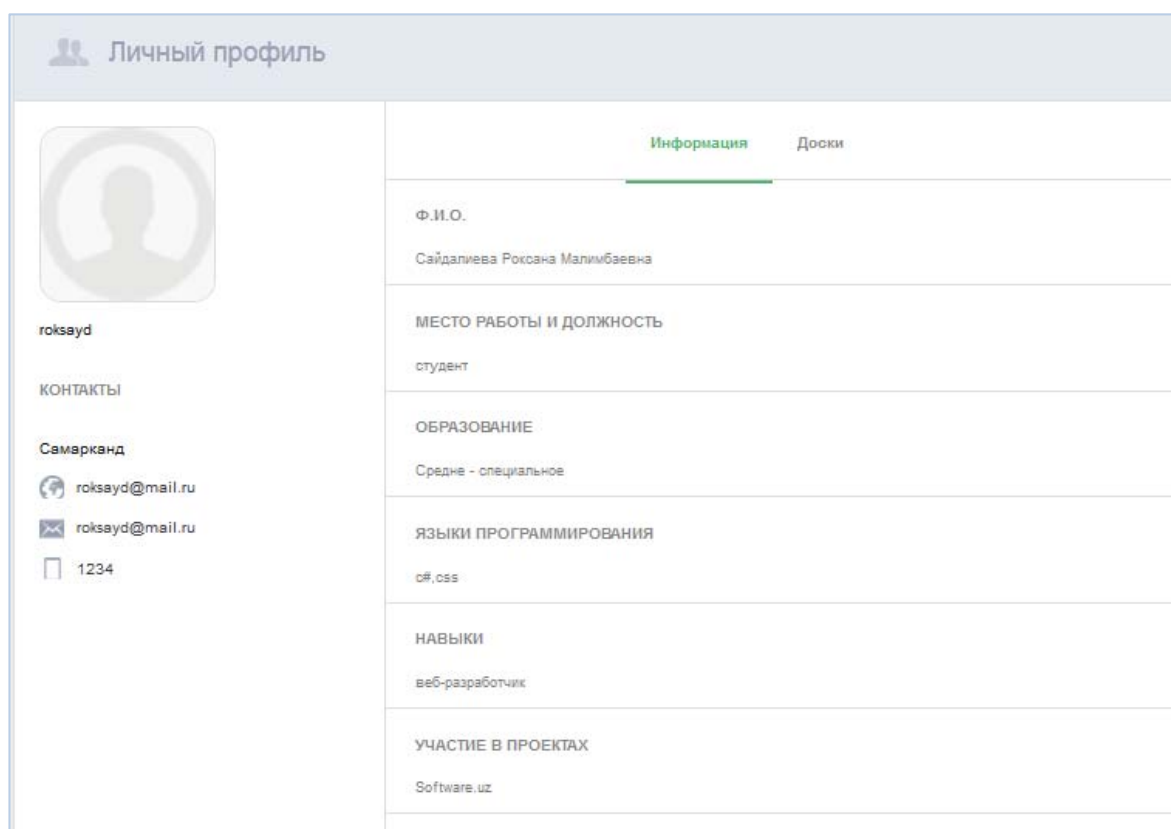 Личный профиль
roksayd
КОНТАКТЫ
Самарканд
roksayd@mail.ru
roksayd@mail.ru
1234
Информация Доски
Ф.И.О.
Сайдалиева Роксана Малимбаевна
МЕСТО РАБОТЫ И ДОЛЖНОСТЬ
студент
ОБРАЗОВАНИЕ
Средне - специальное
ЯЗЫКИ ПРОГРАММИРОВАНИЯ
c#,css
НАВЫКИ
веб-разработчик
УЧАСТИЕ В ПРОЕКТАХ
Software.uz